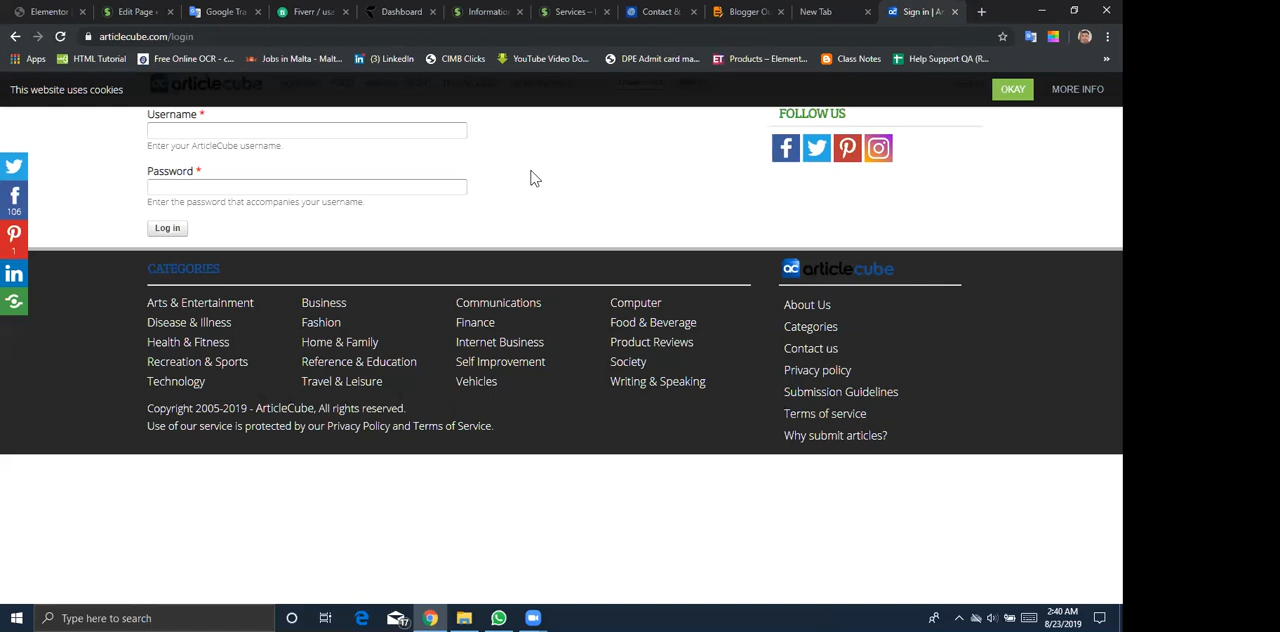 Elementor
Edit Page
Google Tra
Fiverr / usa
Dashboard
Informatio
Services –
Contact &
Blogger Ou
New Tab
Sign in | Ar
articlecube.com/login
Apps
HTML Tutorial
Free Online OCR - c...
Jobs in Malta - Malt...
(3) LinkedIn
CIMB Clicks
YouTube Video Do...
DPE Admit card ma...
Products – Element...
Class Notes
Help Support QA (R...
»
This website uses cookies
articlecube
OKAY
MORE INFO
Username *
Enter your ArticleCube username.
Password *
Enter the password that accompanies your username.
Log in
FOLLOW US
106
1
CATEGORIES
Arts & Entertainment
Business
Communications
Computer
Disease & Illness
Fashion
Finance
Food & Beverage
Health & Fitness
Home & Family
Internet Business
Product Reviews
Recreation & Sports
Reference & Education
Self Improvement
Society
Technology
Travel & Leisure
Vehicles
Writing & Speaking
Copyright 2005-2019 - ArticleCube, All rights reserved.
Use of our service is protected by our Privacy Policy and Terms of Service.
ac articlecube
About Us
Categories
Contact us
Privacy policy
Submission Guidelines
Terms of service
Why submit articles?
Type here to search
17
2:40 AM
8/23/2019